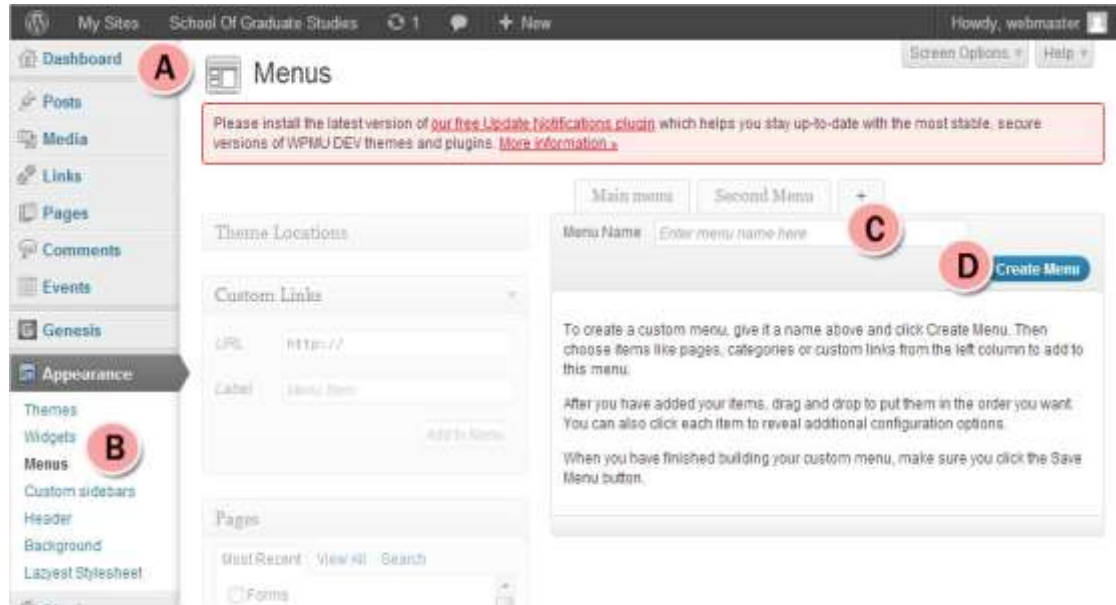 My Sites School Of Graduate Studies 1 + New Howdy, webmaster
Screen Options Help
Dashboard
Posts
Media
Links
Pages
Comments
Events
Genesis
Appearance
Themes
Widgets
Menus
Custom sidebars
Header
Background
Lazyest Stylesheet
A
B
Menus
Please install the latest version of our free Update Notifications plugin which helps you stay up-to-date with the most stable, secure
versions of WPMU DEV themes and plugins. More information »
Theme Locations
Custom Links
URL http://
Label Menu Item
Add to Menu
Pages
Most Recent View All Search
Forms
Main menu Second Menu +
Menu Name Enter menu name here
C
D
Create Menu
To create a custom menu, give it a name above and click Create Menu. Then
choose items like pages, categories or custom links from the left column to add to
this menu.
After you have added your items, drag and drop to put them in the order you want.
You can also click each item to reveal additional configuration options.
When you have finished building your custom menu, make sure you click the Save
Menu button.